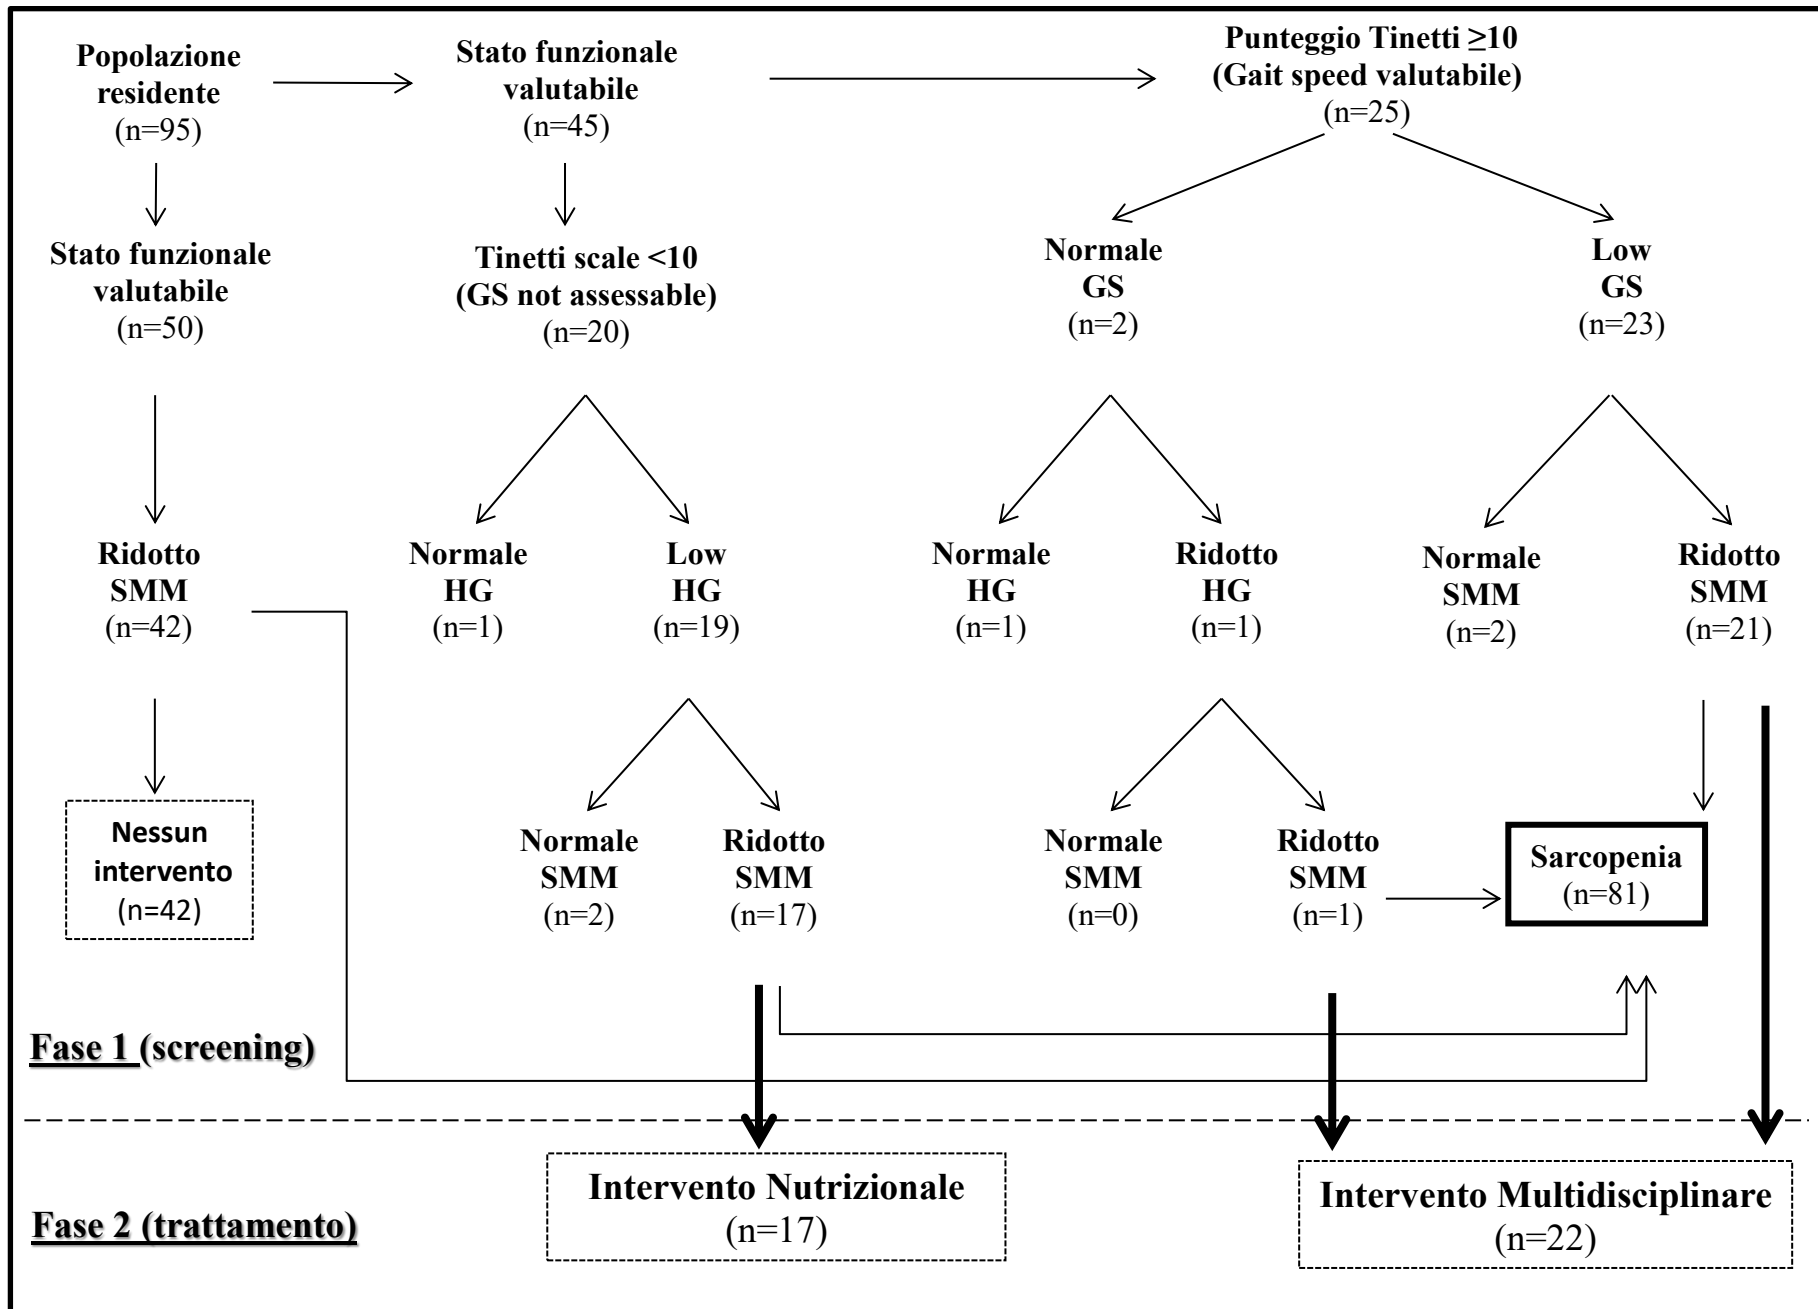 Popolazione
residente
(n=95)
Stato funzionale
valutabile
(n=45)
Punteggio Tinetti ≥10
(Gait speed valutabile)
(n=25)
Stato funzionale
valutabile
(n=50)
Tinetti scale <10
(GS not assessable)
(n=20)
Normale
GS
(n=2)
Low
GS
(n=23)
Ridotto
SMM
(n=42)
Normale
HG
(n=1)
Low
HG
(n=19)
Normale
HG
(n=1)
Ridotto
HG
(n=1)
Normale
SMM
(n=2)
Ridotto
SMM
(n=21)
Nessun
intervento
(n=42)
Normale
SMM
(n=2)
Ridotto
SMM
(n=17)
Normale
SMM
(n=0)
Ridotto
SMM
(n=1)
Sarcopenia
(n=81)
Fase 1 (screening)
Intervento Nutrizionale
(n=17)
Intervento Multidisciplinare
(n=22)
Fase 2 (trattamento)